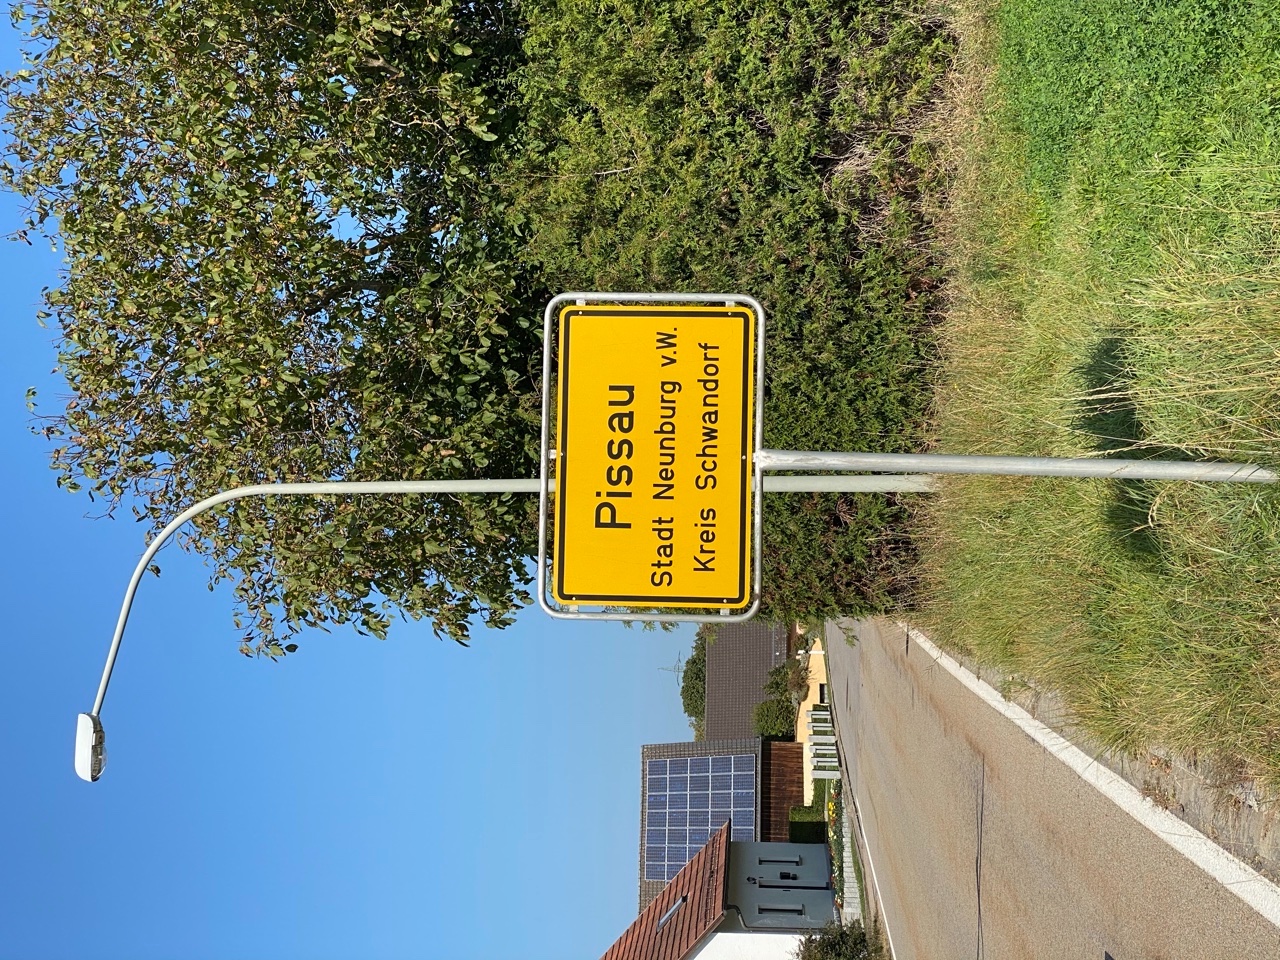 Pissau
Stadt Neunburg v.W.
Kreis Schwandorf